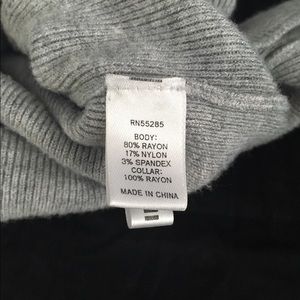 RN55285
BODY:
80% RAYON
17% NYLON
3% SPANDEX
COLLAR:
100% RAYON
MADE IN CHINA